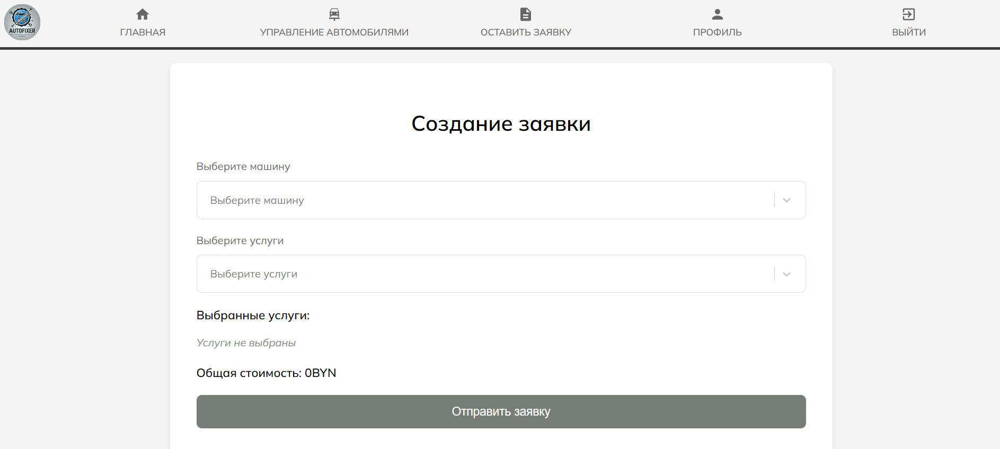 AUTOFIXER
ГЛАВНАЯ
УПРАВЛЕНИЕ АВТОМОБИЛЯМИ
ОСТАВИТЬ ЗАЯВКУ
ПРОФИЛЬ
ВЫЙТИ
Создание заявки
Выберите машину
Выберите машину
Выберите услуги
Выберите услуги
Выбранные услуги:
Услуги не выбраны
Общая стоимость: 0BYN
Отправить заявку